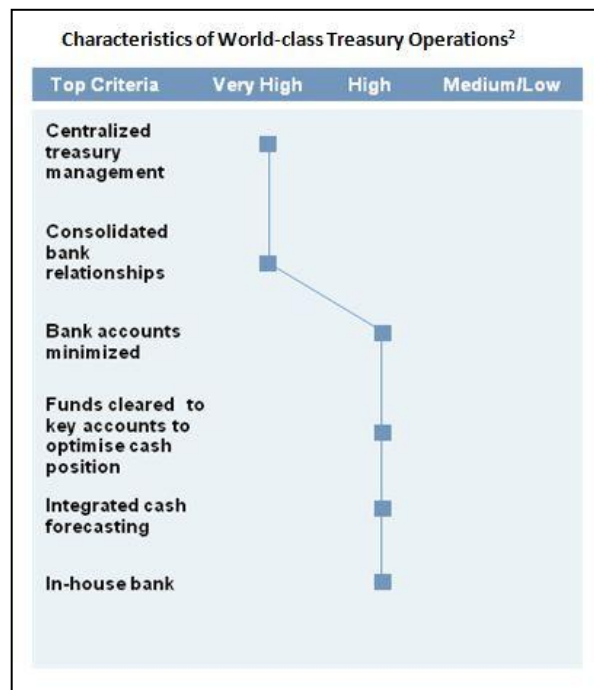 Characteristics of World-class Treasury Operations²
Top Criteria Very High High Medium/Low
Centralized
treasury
management
Consolidated
bank
relationships
Bank accounts
minimized
Funds cleared to
key accounts to
optimise cash
position
Integrated cash
forecasting
In-house bank